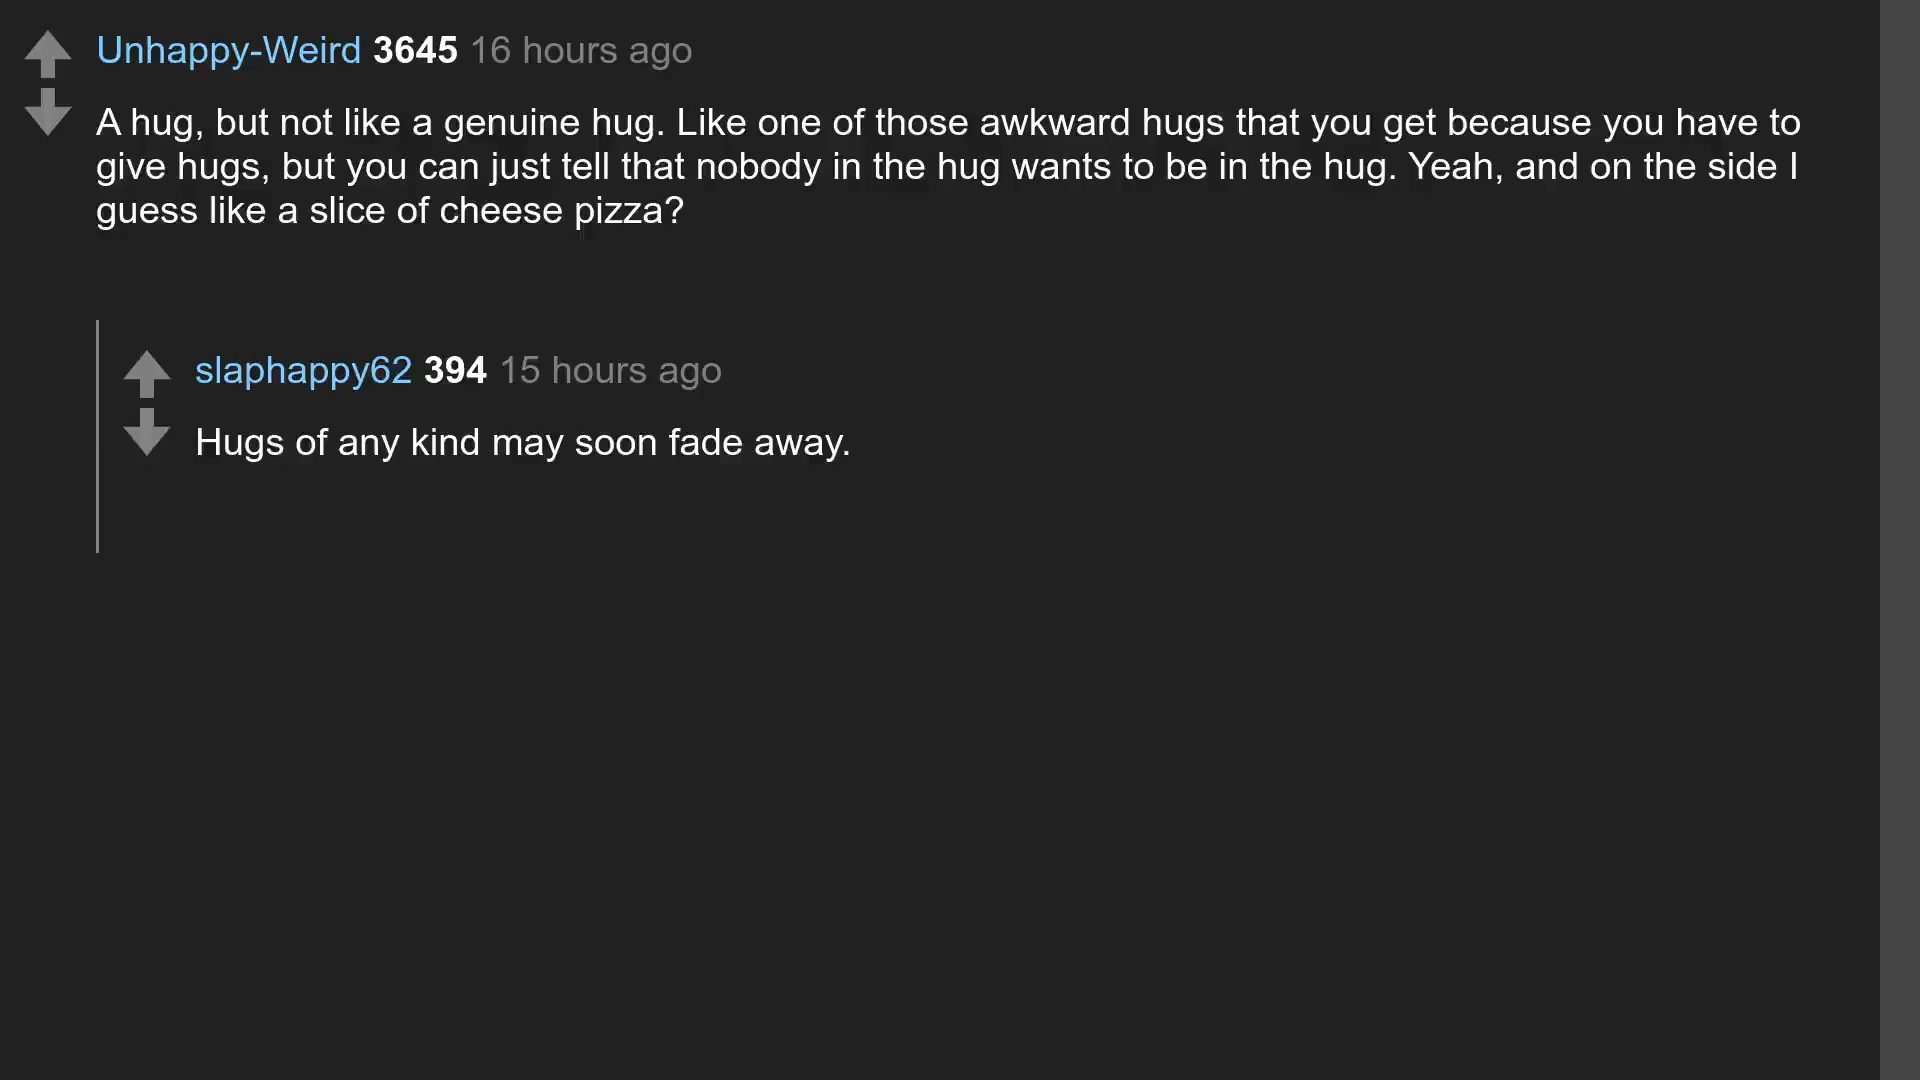 Unhappy-Weird 3645 16 hours ago
A hug, but not like a genuine hug. Like one of those awkward hugs that you get because you have to
give hugs, but you can just tell that nobody in the hug wants to be in the hug. Yeah, and on the side I
guess like a slice of cheese pizza?
slaphappy62 394 15 hours ago
Hugs of any kind may soon fade away.